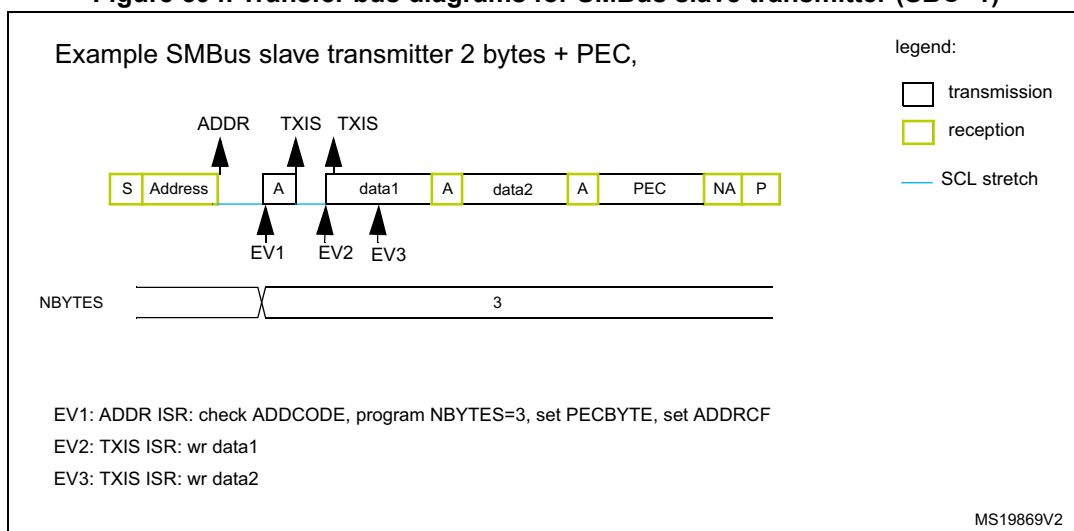 Example SMBus slave transmitter 2 bytes + PEC,
legend:
transmission
reception
SCL stretch
ADDR TXIS TXIS
S Address A data1 A data2 A PEC NA P
EV1 EV2 EV3
NBYTES 3
EV1: ADDR ISR: check ADDCODE, program NBYTES=3, set PECBYTE, set ADDRCF
EV2: TXIS ISR: wr data1
EV3: TXIS ISR: wr data2
MS19869V2